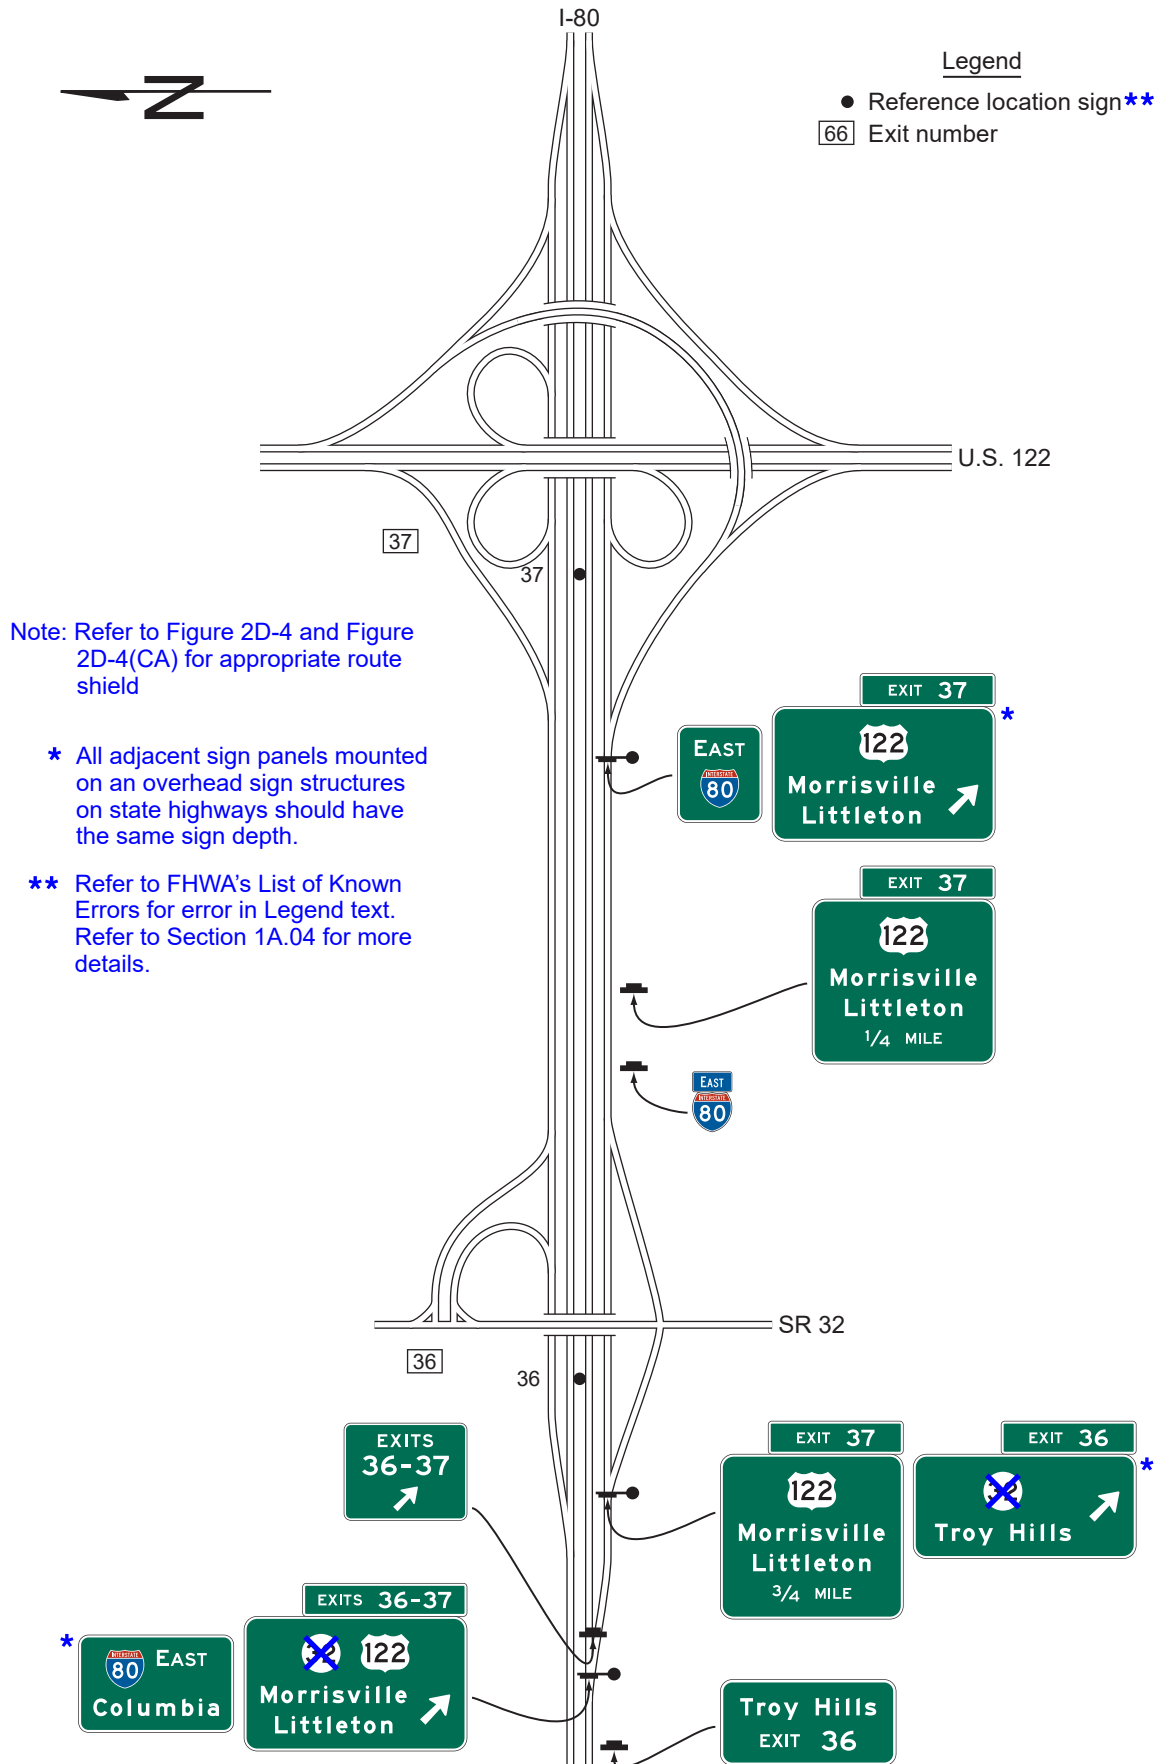 I-80
N
Legend
Reference location sign**
66 Exit number
U.S. 122
37
37
Note: Refer to Figure 2D-4 and Figure
2D-4(CA) for appropriate route
shield
* All adjacent sign panels mounted
on an overhead sign structures
on state highways should have
the same sign depth.
** Refer to FHWA's List of Known
Errors for error in Legend text.
Refer to Section 1A.04 for more
details.
EXIT 37
*
EAST
INTERSTATE
80
122
Morrisville
Littleton
EXIT 37
122
Morrisville
Littleton
1/4 MILE
EAST
INTERSTATE
80
SR 32
36
36
EXITS
36-37
EXIT 37
122
Morrisville
Littleton
3/4 MILE
EXIT 36
*
32
Troy Hills
EXITS 36-37
*
INTERSTATE
80 EAST
Columbia
32 122
Morrisville
Littleton
Troy Hills
EXIT 36